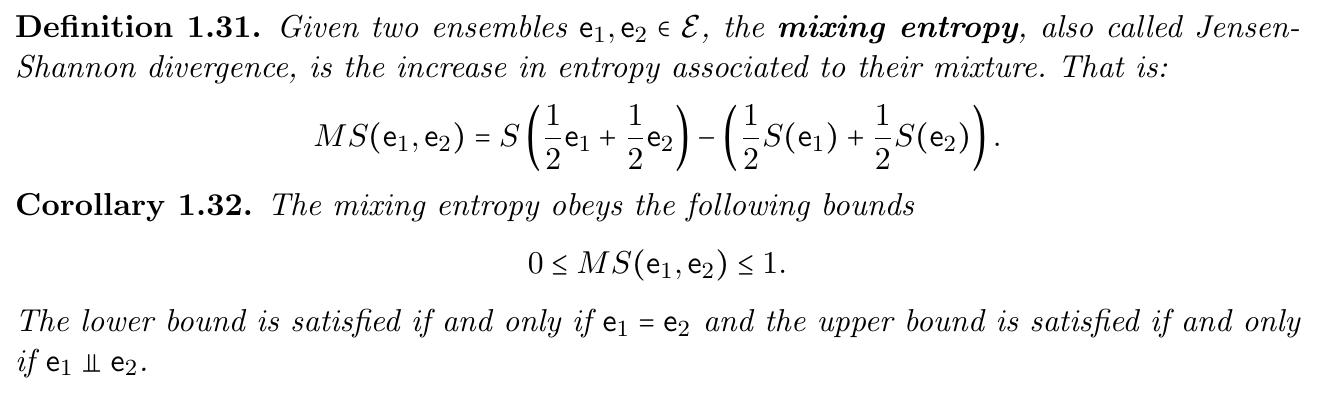 Definition 1.31. Given two ensembles e₁, e₂ ∈ ℰ, the mixing entropy, also called Jensen-
Shannon divergence, is the increase in entropy associated to their mixture. That is:
MS(e₁, e₂) = S(½e₁ + ½e₂) − (½S(e₁) + ½S(e₂)).
Corollary 1.32. The mixing entropy obeys the following bounds
0 ≤ MS(e₁, e₂) ≤ 1.
The lower bound is satisfied if and only if e₁ = e₂ and the upper bound is satisfied if and only
if e₁ ⫫ e₂.